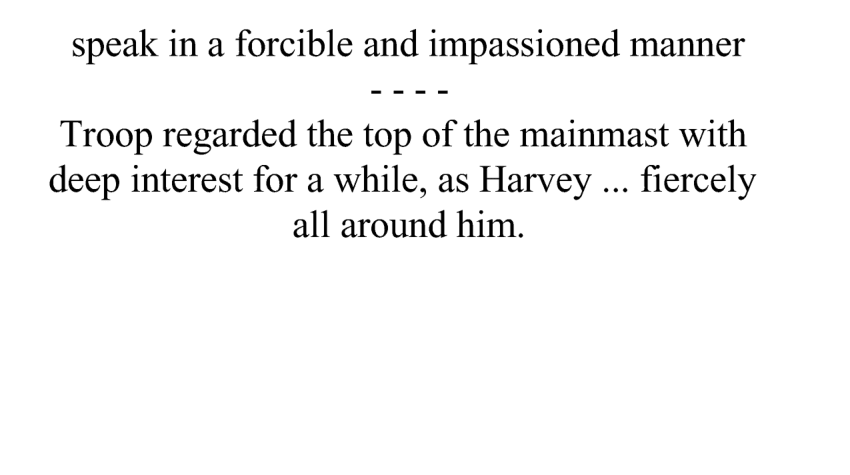 speak in a forcible and impassioned manner
- - - -
Troop regarded the top of the mainmast with
deep interest for a while, as Harvey ... fiercely
all around him.